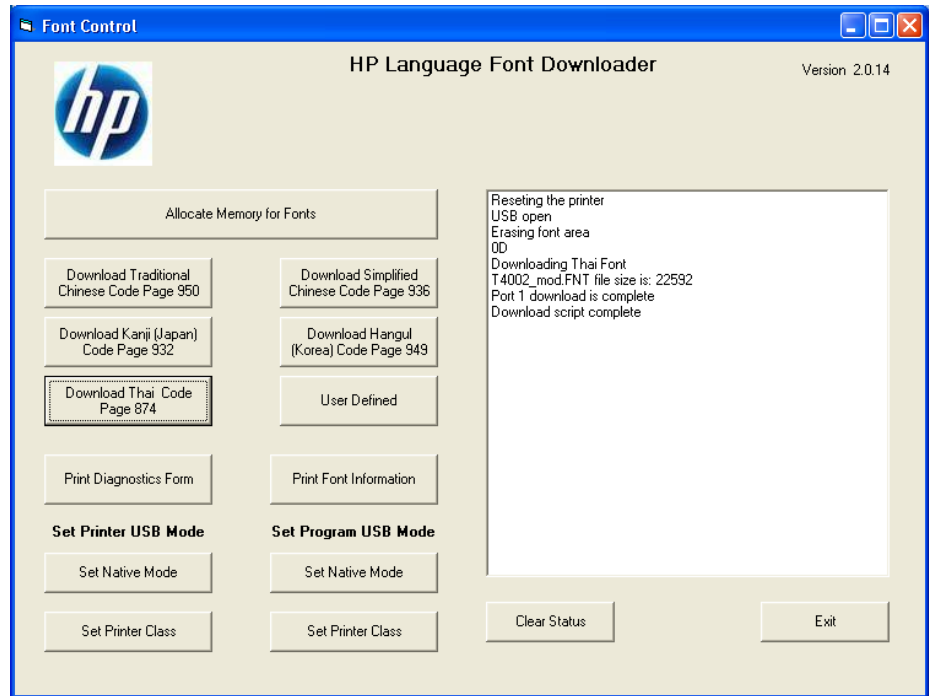 Font Control
HP Language Font Downloader
Version 2.0.14
hp
Allocate Memory for Fonts
Download Traditional
Chinese Code Page 950
Download Simplified
Chinese Code Page 936
Download Kanji (Japan)
Code Page 932
Download Hangul
(Korea) Code Page 949
Download Thai Code
Page 874
User Defined
Print Diagnostics Form
Print Font Information
Set Printer USB Mode
Set Program USB Mode
Set Native Mode
Set Native Mode
Set Printer Class
Set Printer Class
Reseting the printer
USB open
Erasing font area
0D
Downloading Thai Font
T4002_mod.FNT file size is: 22592
Port 1 download is complete
Download script complete
Clear Status
Exit